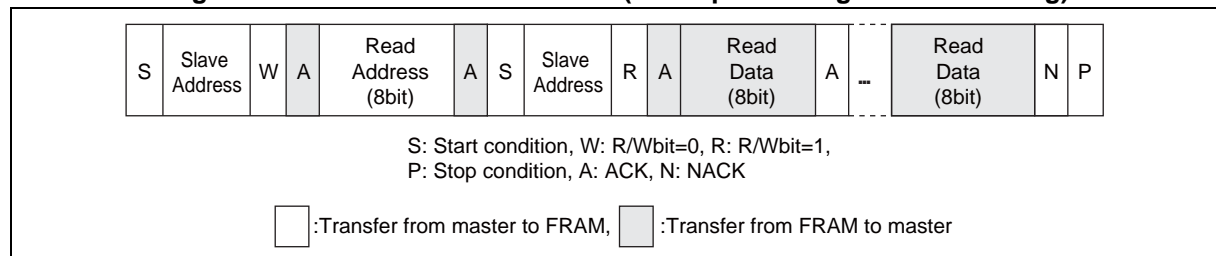 S
Slave
Address
W
A
Read
Address
(8bit)
A
S
Slave
Address
R
A
Read
Data
(8bit)
A
...
Read
Data
(8bit)
N
P
S: Start condition, W: R/Wbit=0, R: R/Wbit=1,
P: Stop condition, A: ACK, N: NACK
:Transfer from master to FRAM,
:Transfer from FRAM to master